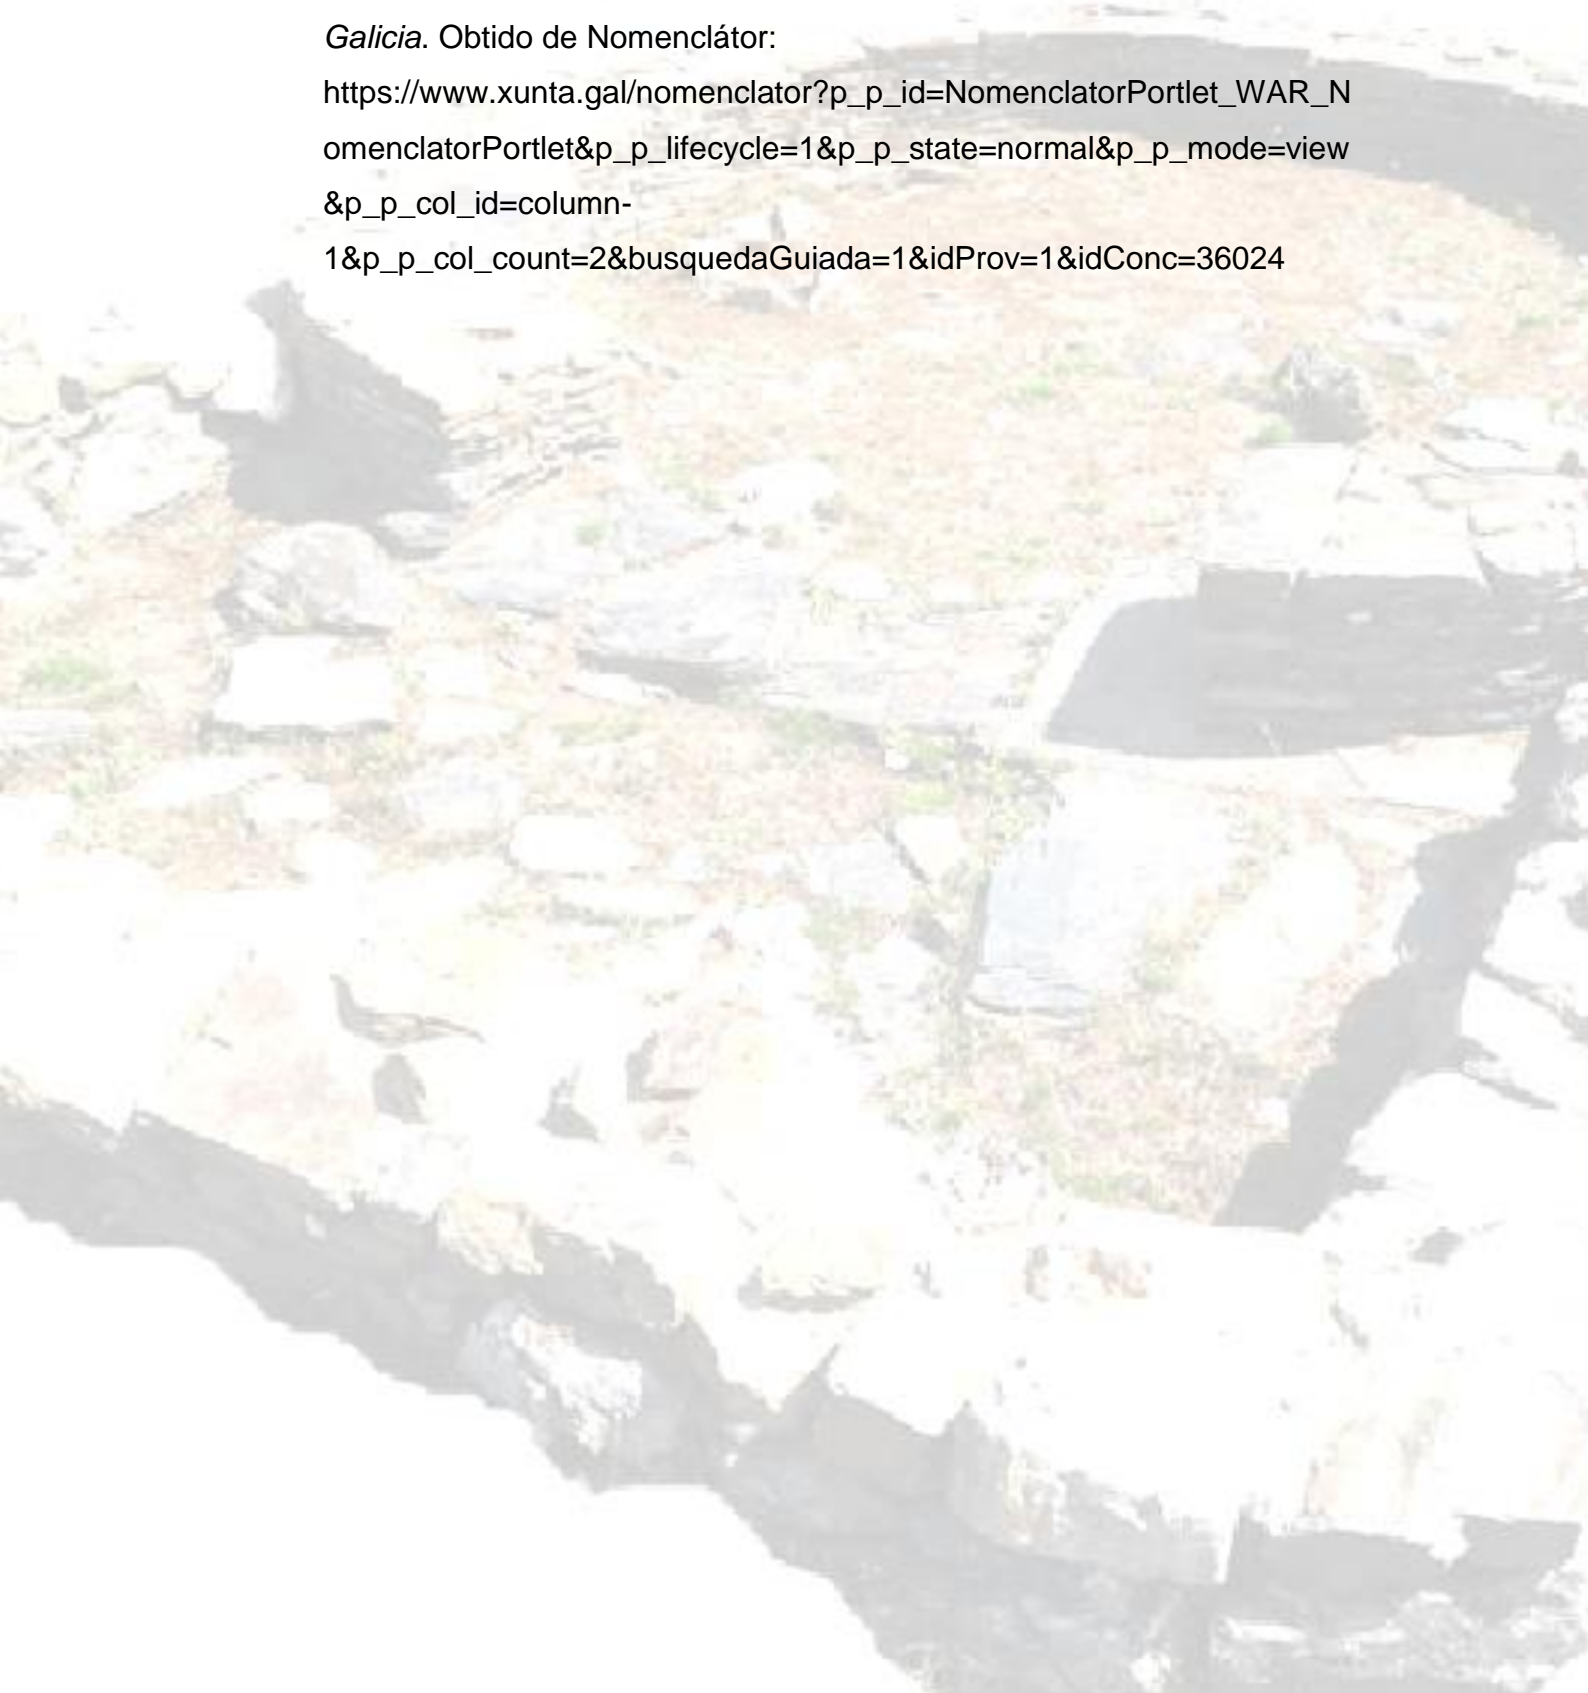 Galicia. Obtido de Nomenclátor:
https://www.xunta.gal/nomenclator?p_p_id=NomenclatorPortlet_WAR_N
omenclatorPortlet&p_p_lifecycle=1&p_p_state=normal&p_p_mode=view
&p_p_col_id=column-
1&p_p_col_count=2&busquedaGuiada=1&idProv=1&idConc=36024